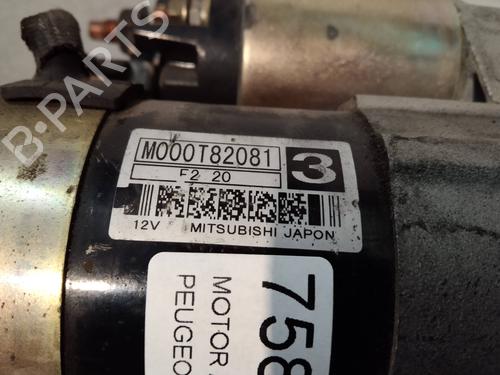 B-PARTS
M000T82081 3
F2 20
12V MITSUBISHI JAPON
758
MOTOR
PEUGEO